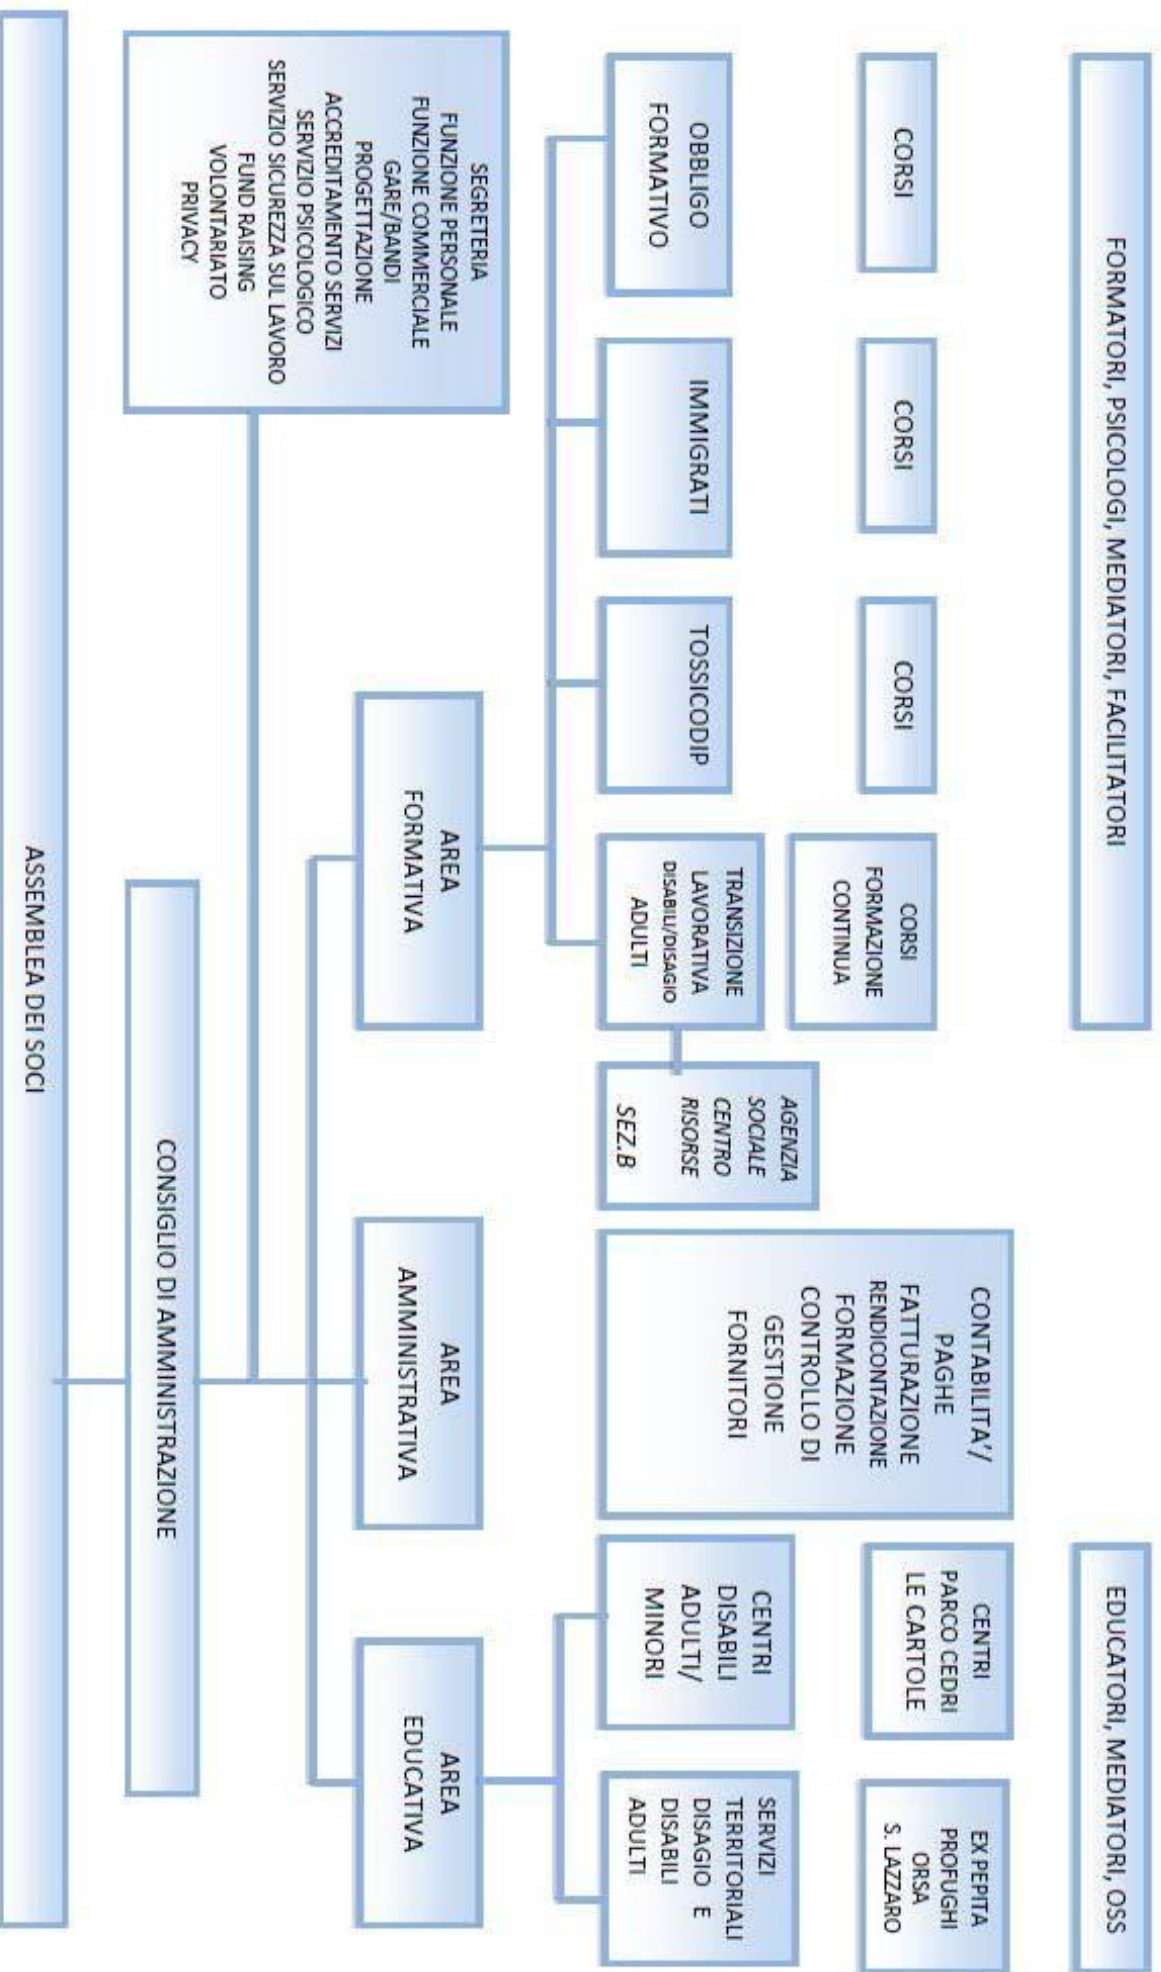 FORMATORI, PSICOLOGI, MEDIATORI, FACILITATORI
EDUCATORI, MEDIATORI, OSS
CORSI
CORSI
CORSI
CORSI
FORMAZIONE
CONTINUA
CENTRI
PARCO CEDRI
LE CARTOLE
EX PEPITA
PROFUGHI
ORSA
S. LAZZARO
OBBLIGO
FORMATIVO
IMMIGRATI
TOSSICODIP
TRANSIZIONE
LAVORATIVA
DISABILI/DISAGIO
ADULTI
AGENZIA
SOCIALE
CENTRO
RISORSE
SEZ.B
CONTABILITA'/
PAGHE
FATTURAZIONE
RENDICONTAZIONE
FORMAZIONE
CONTROLLO DI
GESTIONE
FORNITORI
CENTRI
DISABILI
ADULTI/
MINORI
SERVIZI
TERRITORIALI
DISAGIO E
DISABILI
ADULTI
SEGRETERIA
FUNZIONE PERSONALE
FUNZIONE COMMERCIALE
GARE/BANDI
PROGETTAZIONE
ACCREDITAMENTO SERVIZI
SERVIZIO PSICOLOGICO
SERVIZIO SICUREZZA SUL LAVORO
FUND RAISING
VOLONTARIATO
PRIVACY
AREA
FORMATIVA
AREA
AMMINISTRATIVA
AREA
EDUCATIVA
CONSIGLIO DI AMMINISTRAZIONE
ASSEMBLEA DEI SOCI